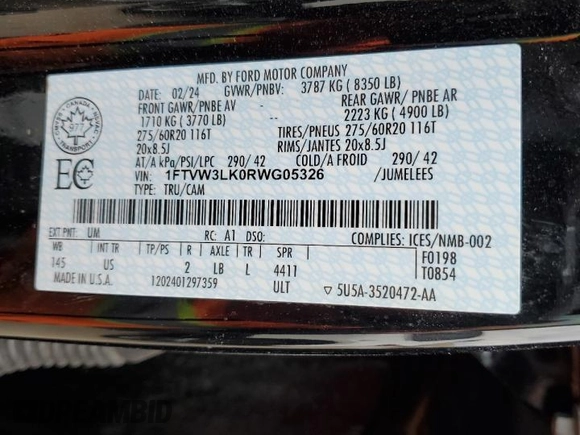 MFD. BY FORD MOTOR COMPANY
DATE: 02/24 GVWR/PNBV: 3787 KG ( 8350 LB)
FRONT GAWR/ PNBE AV REAR GAWR/ PNBE AR
1710 KG ( 3770 LB) 2223 KG ( 4900 LB)
275/60R20 116T TIRES/PNEUS 275/60R20 116T
20x8.5J RIMS/JANTES 20x8.5J
AT/A kPa/PSI/LPC 290/ 42 COLD/A FROID 290/ 42
VIN: 1FTVW3LK0RWG05326 /JUMELEES
TYPE: TRU/CAM
CANADA
977
TRANSPORT
EC
EXT PNT: UM RC: A1 DSO: COMPLIES: ICES/NMB-002
WB INT TR TP/PS R AXLE TR SPR F0198
145 US 2 LB L 4411 T0854
MADE IN U.S.A. 1202401297359 ULT ▽ 5U5A-3520472-AA